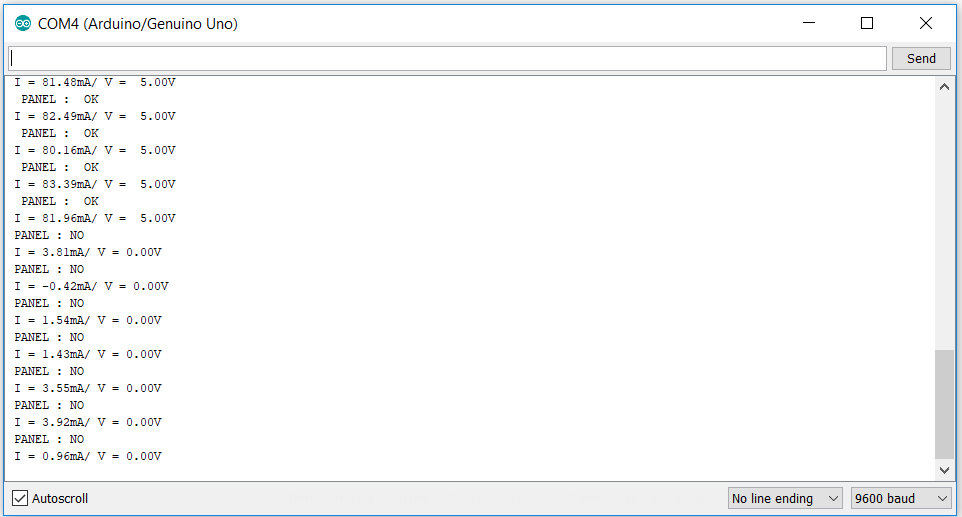 COM4 (Arduino/Genuino Uno)
Send
I = 81.48mA/ V =  5.00V
 PANEL :  OK
I = 82.49mA/ V =  5.00V
 PANEL :  OK
I = 80.16mA/ V =  5.00V
 PANEL :  OK
I = 83.39mA/ V =  5.00V
 PANEL :  OK
I = 81.96mA/ V =  5.00V
PANEL : NO
I = 3.81mA/ V = 0.00V
PANEL : NO
I = -0.42mA/ V = 0.00V
PANEL : NO
I = 1.54mA/ V = 0.00V
PANEL : NO
I = 1.43mA/ V = 0.00V
PANEL : NO
I = 3.55mA/ V = 0.00V
PANEL : NO
I = 3.92mA/ V = 0.00V
PANEL : NO
I = 0.96mA/ V = 0.00V
Autoscroll
No line ending
9600 baud